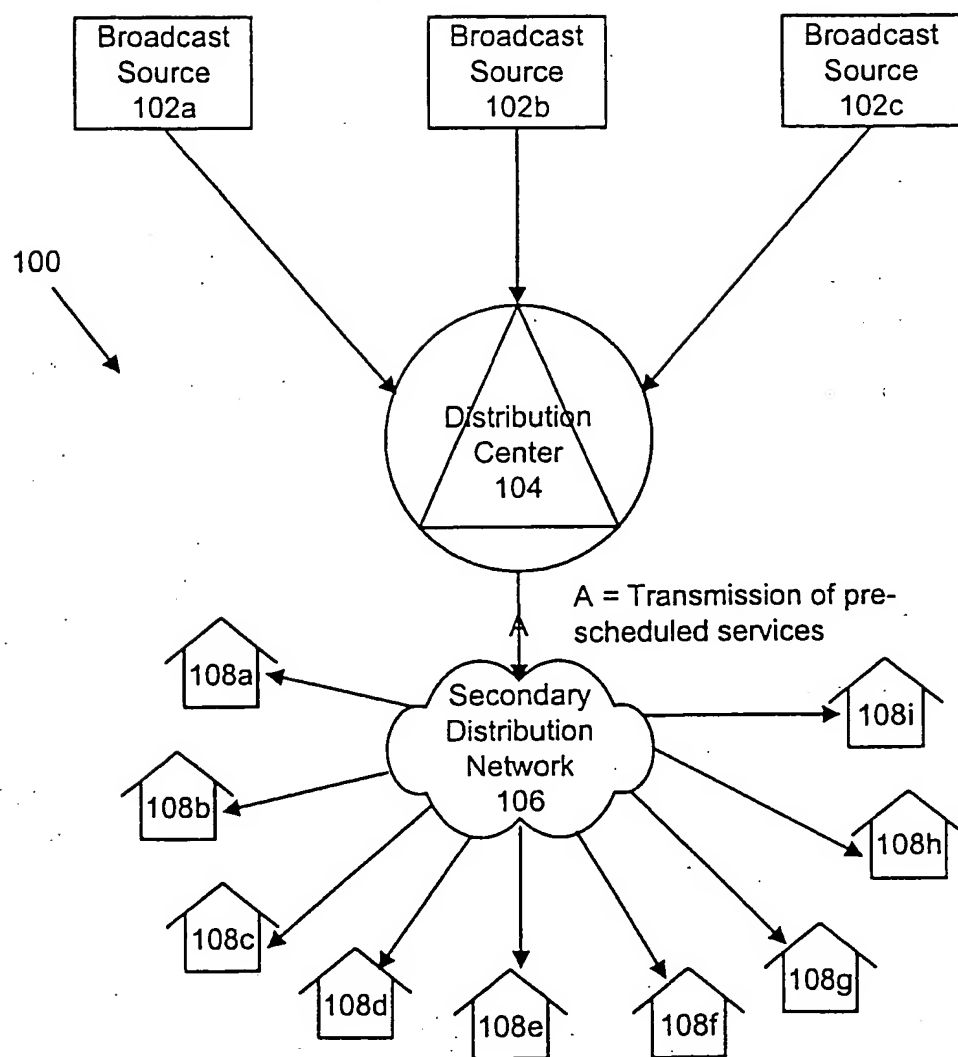 Broadcast
Source
102a
Broadcast
Source
102b
Broadcast
Source
102c
100
Distribution
Center
104
A = Transmission of pre-
scheduled services
A
108a
Secondary
Distribution
Network
106
108i
108b
108h
108c
108g
108d
108e
108f